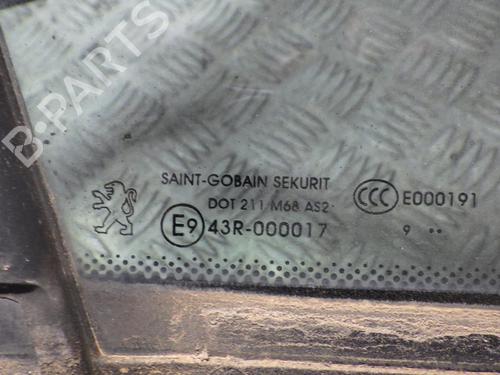 B-PARTS
SAINT-GOBAIN SEKURIT
DOT 211 M68 AS2
E9 43R-000017
CCC E000191
9 ..